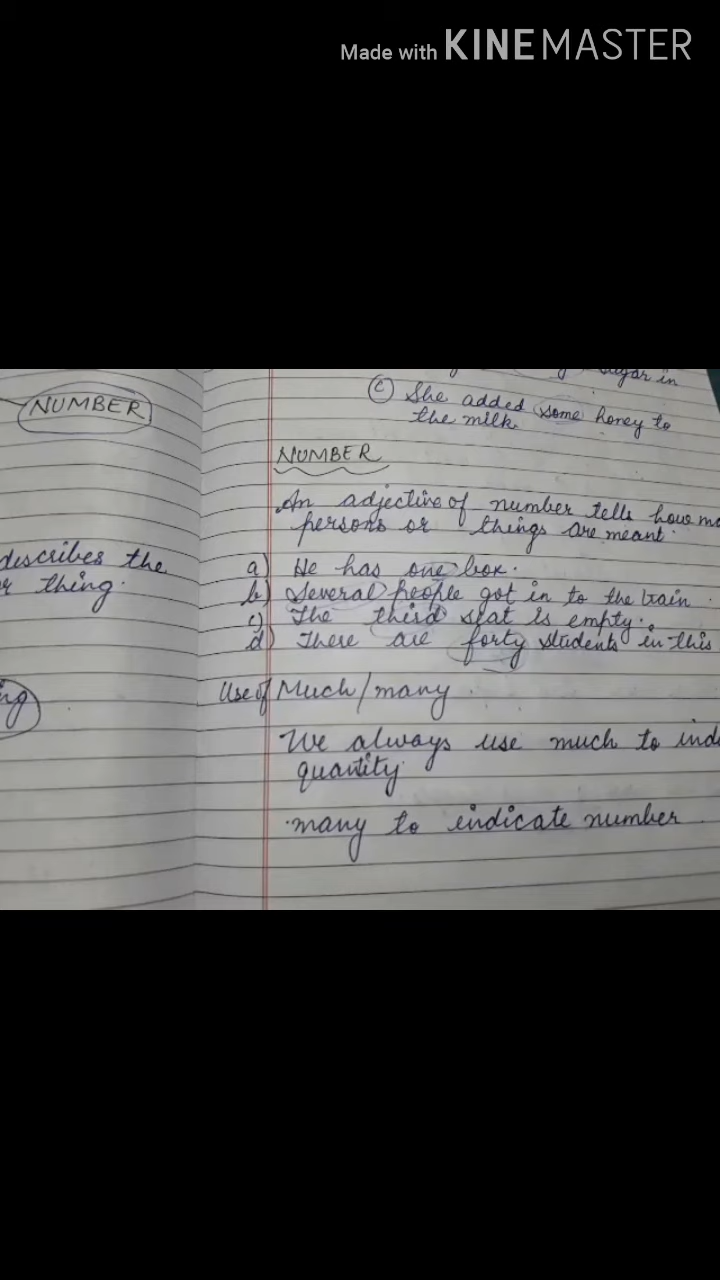 Made with KINEMASTER
sugar in
c She added some honey to
the milk.
NUMBER
describes the
thing.
NUMBER
An adjective of number tells how
persons or things are meant.
a) He has one box.
b) Several people got in to the train.
c) The third seat is empty.
d) There are forty students in this
Use of Much/many
We always use much to
quantity.
many to indicate number